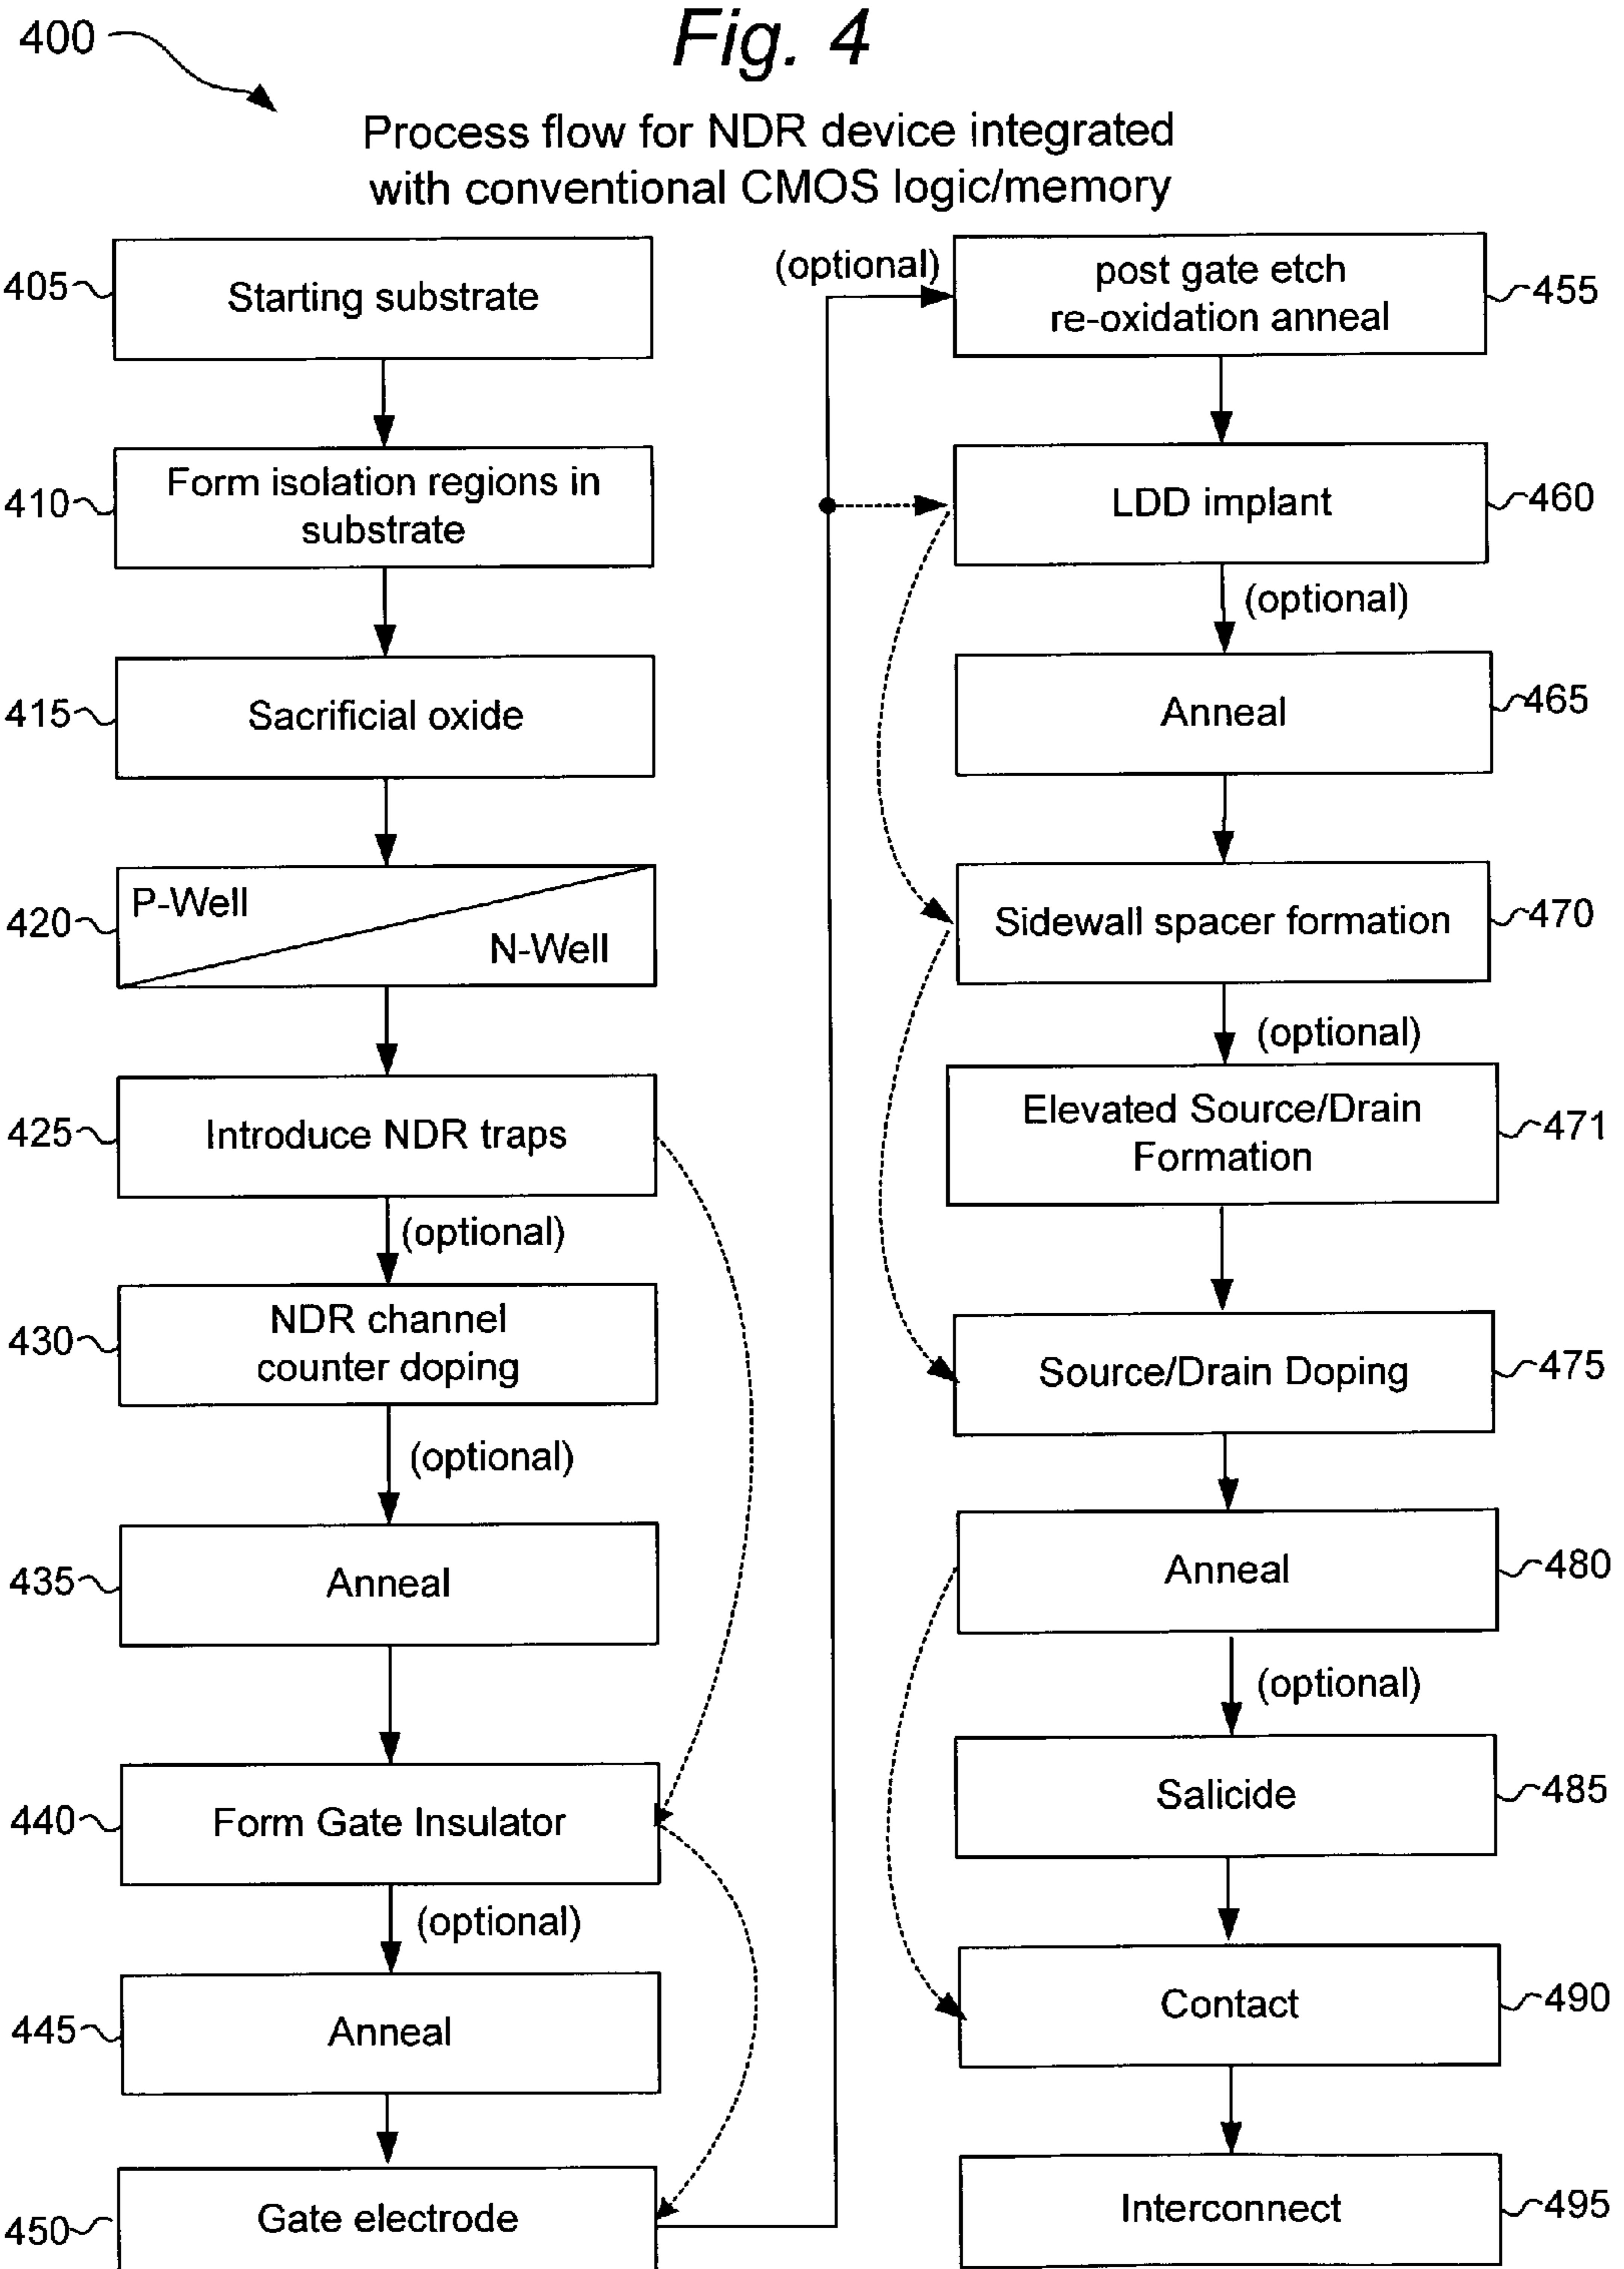 400
Fig. 4
Process flow for NDR device integrated
with conventional CMOS logic/memory
405
Starting substrate
410
Form isolation regions in
substrate
415
Sacrificial oxide
420
P-Well
N-Well
425
Introduce NDR traps
(optional)
430
NDR channel
counter doping
(optional)
435
Anneal
440
Form Gate Insulator
(optional)
445
Anneal
450
Gate electrode
(optional)
post gate etch
re-oxidation anneal
455
LDD implant
460
(optional)
Anneal
465
Sidewall spacer formation
470
(optional)
Elevated Source/Drain
Formation
471
Source/Drain Doping
475
Anneal
480
(optional)
Salicide
485
Contact
490
Interconnect
495